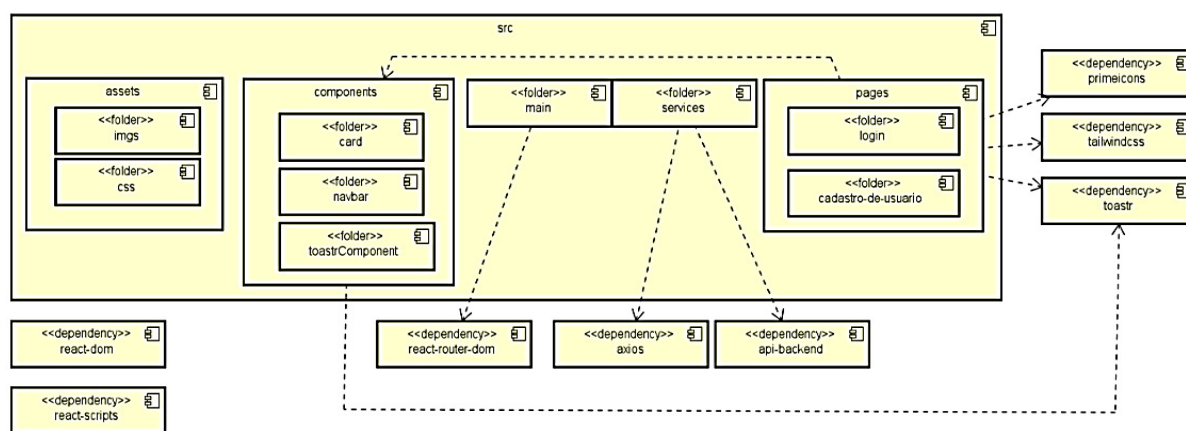 src
assets
<<folder>>
imgs
<<folder>>
css
components
<<folder>>
card
<<folder>>
navbar
<<folder>>
toastrComponent
<<folder>>
main
<<folder>>
services
pages
<<folder>>
login
<<folder>>
cadastro-de-usuario
<<dependency>>
primeicons
<<dependency>>
tailwindcss
<<dependency>>
toastr
<<dependency>>
react-dom
<<dependency>>
react-router-dom
<<dependency>>
axios
<<dependency>>
api-backend
<<dependency>>
react-scripts